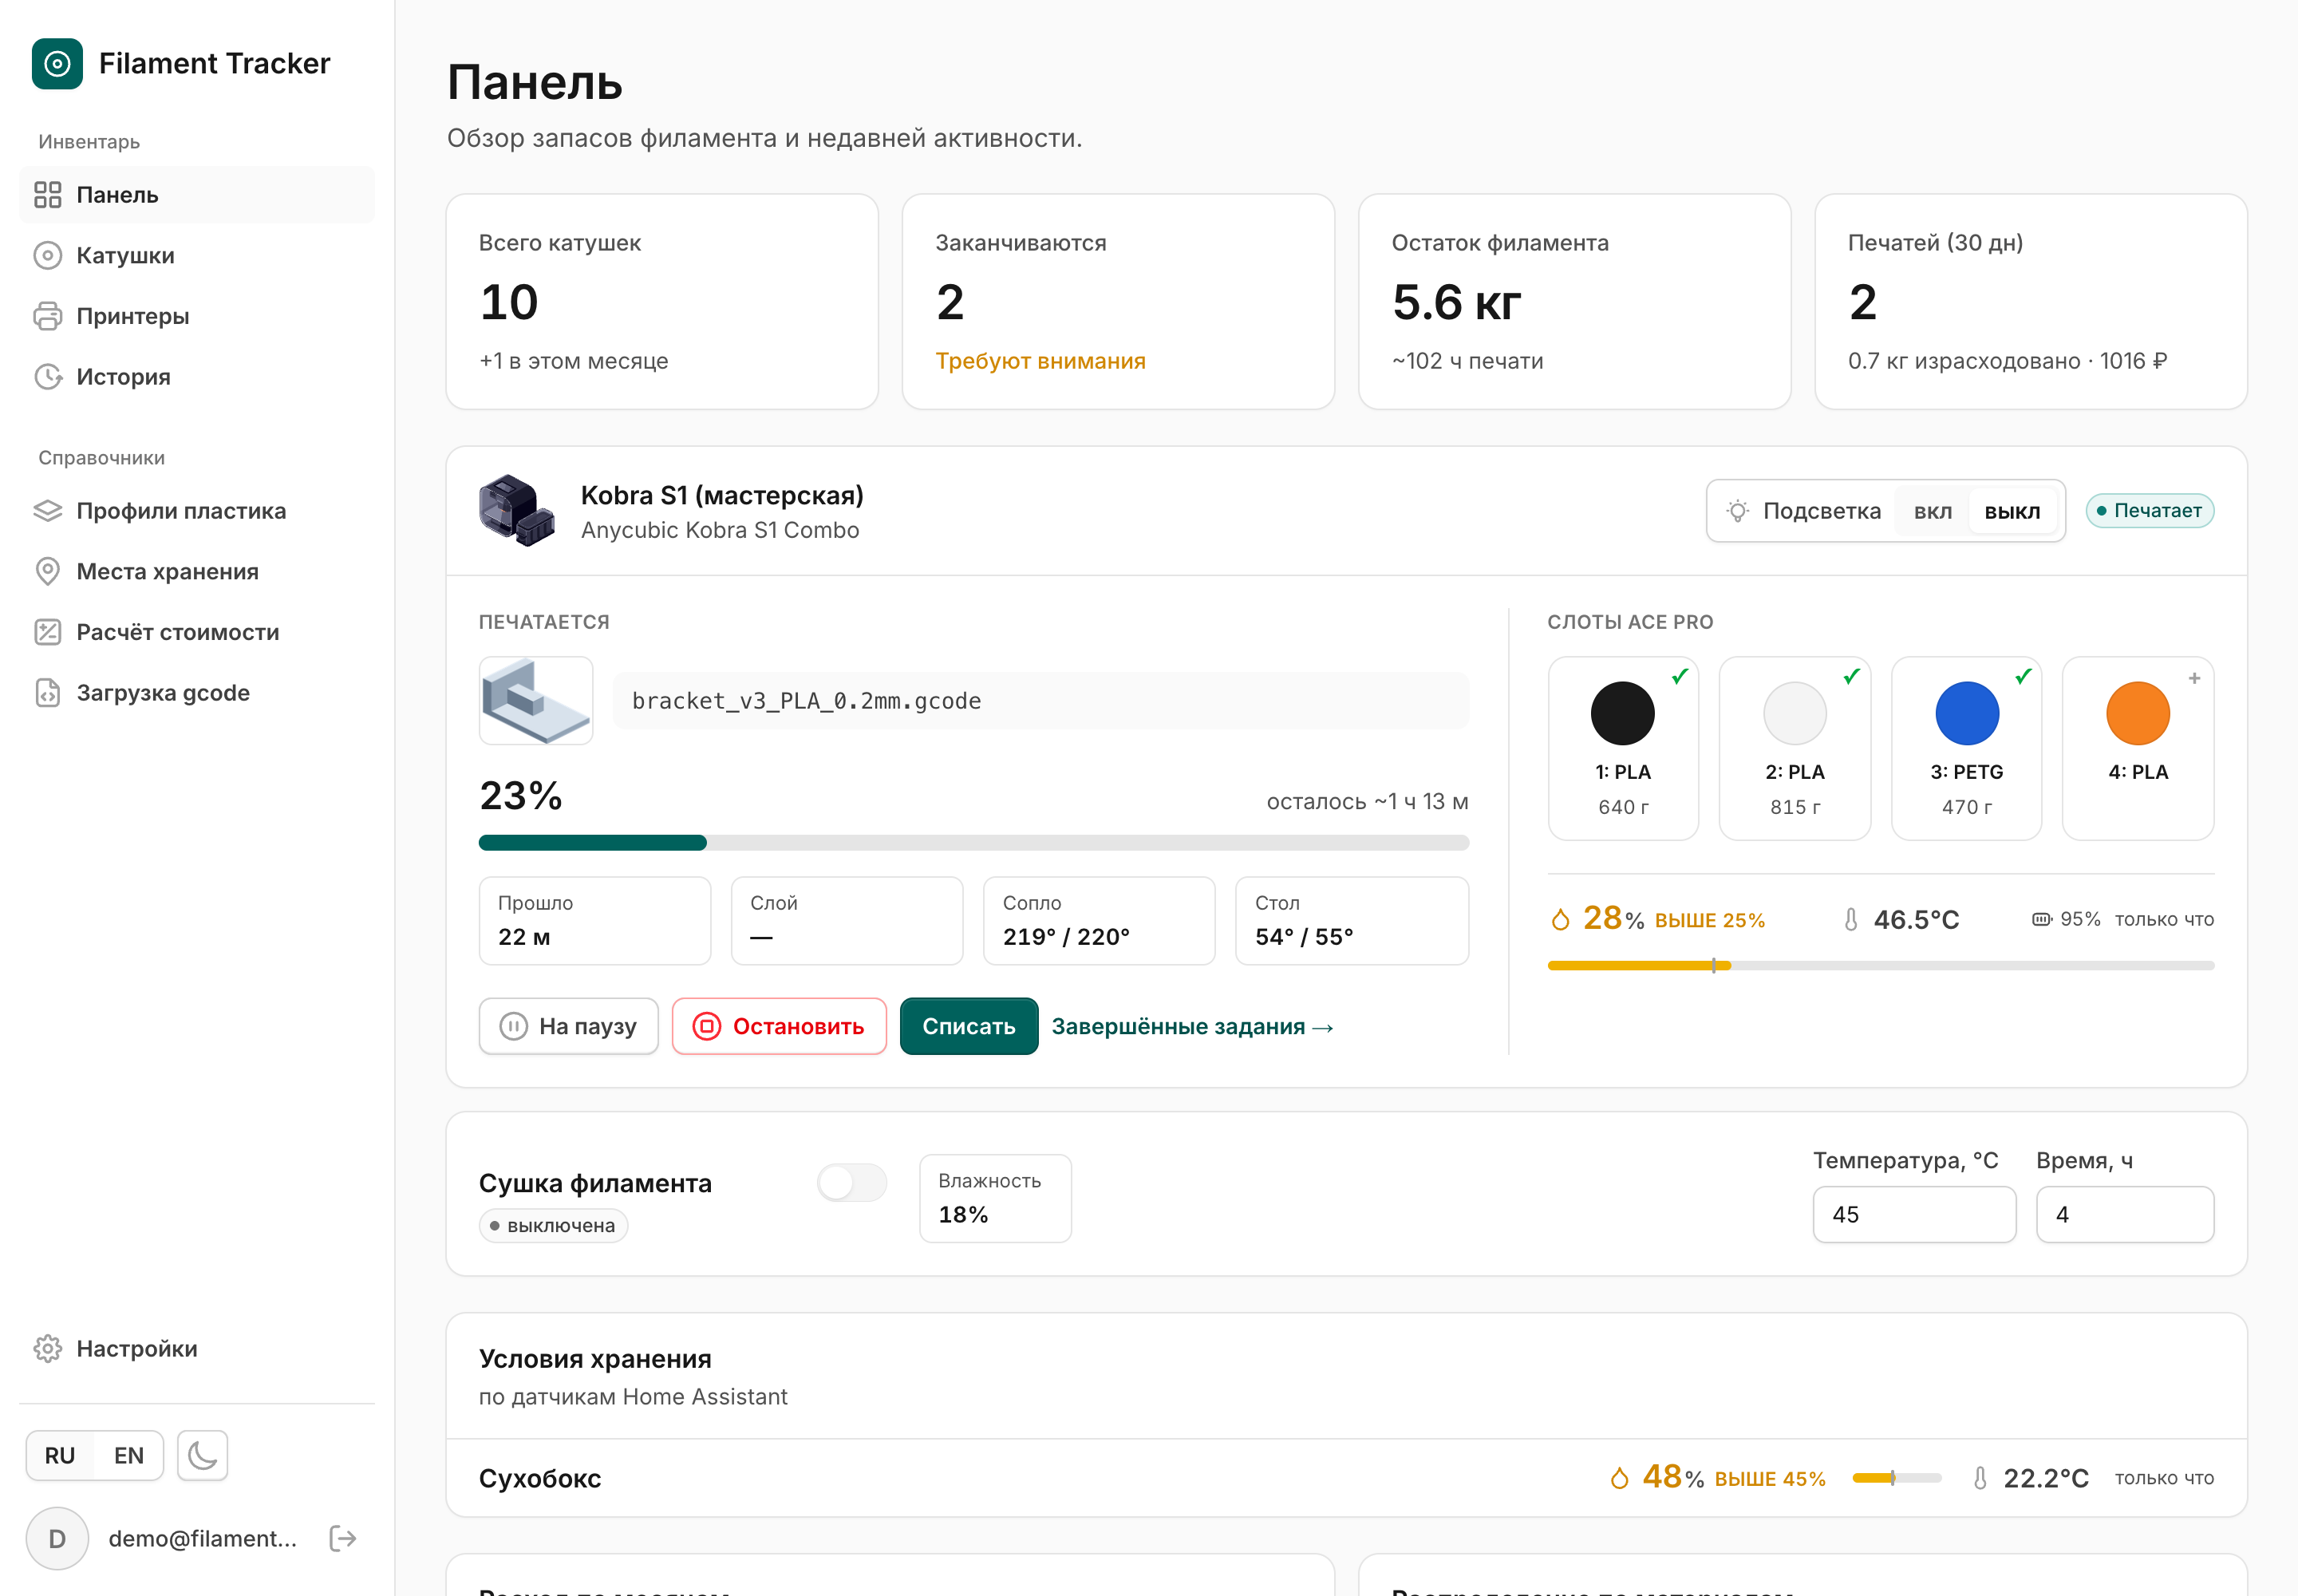 Filament Tracker
Инвентарь
Панель
Катушки
Принтеры
История
Справочники
Профили пластика
Места хранения
Расчёт стоимости
Загрузка gcode
Настройки
RU EN
D demo@filament...
Панель
Обзор запасов филамента и недавней активности.
Всего катушек
10
+1 в этом месяце
Заканчиваются
2
Требуют внимания
Остаток филамента
5.6 кг
~102 ч печати
Печатей (30 дн)
2
0.7 кг израсходовано · 1016 ₽
Kobra S1 (мастерская)
Anycubic Kobra S1 Combo
Подсветка вкл выкл
Печатает
ПЕЧАТАЕТСЯ
bracket_v3_PLA_0.2mm.gcode
23%
осталось ~1 ч 13 м
Прошло
22 м
Слой
—
Сопло
219° / 220°
Стол
54° / 55°
На паузу
Остановить
Списать
Завершённые задания →
СЛОТЫ ACE PRO
1: PLA
640 г
2: PLA
815 г
3: PETG
470 г
4: PLA
28% ВЫШЕ 25%
46.5°C
95% только что
Сушка филамента
выключена
Влажность
18%
Температура, °C
45
Время, ч
4
Условия хранения
по датчикам Home Assistant
Сухобокс
48% ВЫШЕ 45%
22.2°C
только что